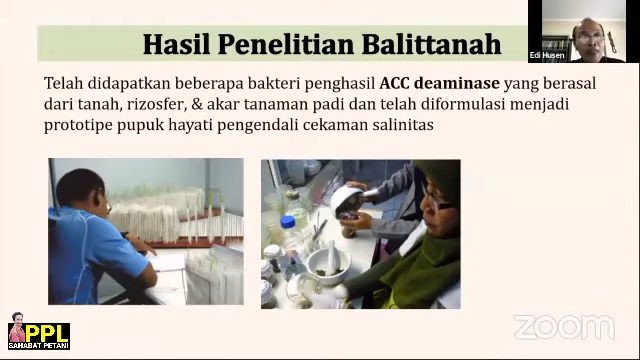 Hasil Penelitian Balittanah
Edi Husen
Telah didapatkan beberapa bakteri penghasil ACC deaminase yang berasal
dari tanah, rizosfer, & akar tanaman padi dan telah diformulasi menjadi
prototipe pupuk hayati pengendali cekaman salinitas
PPL
SAHABAT PETANI
zoom